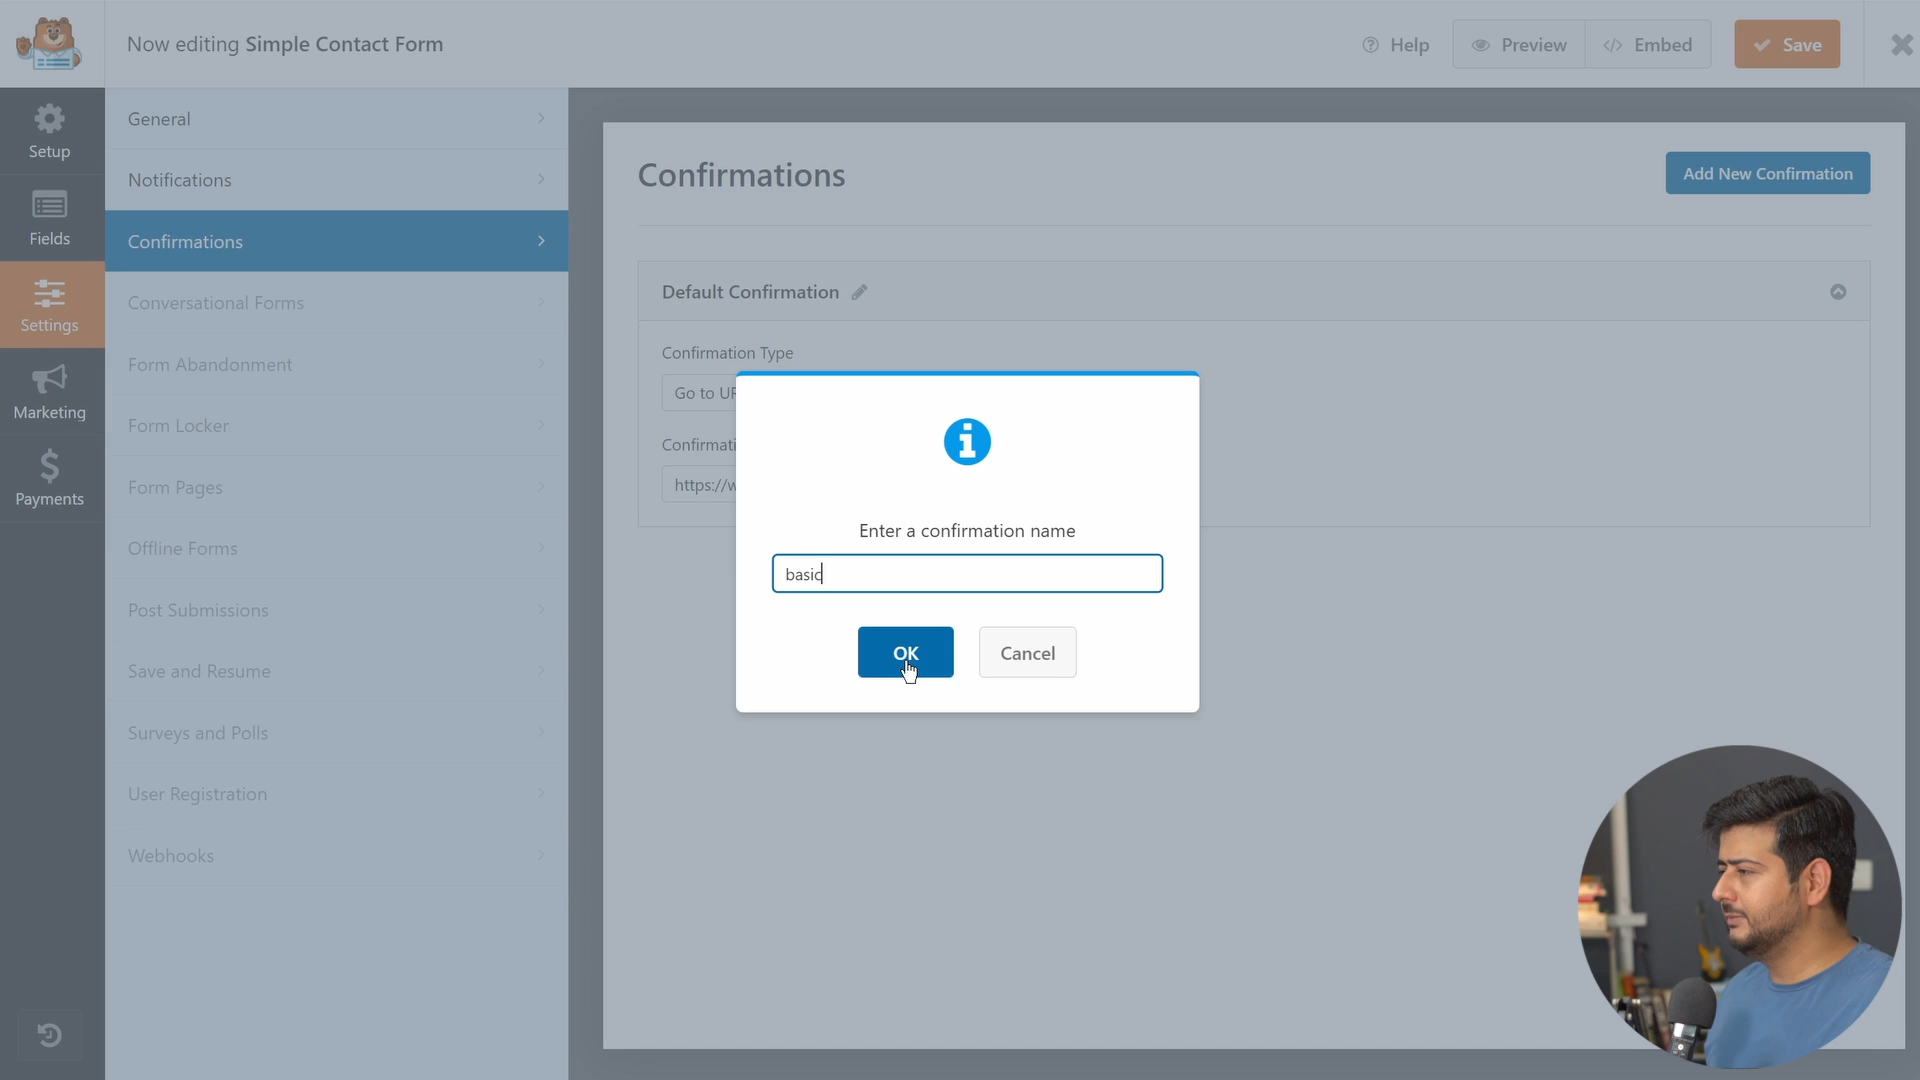 Now editing Simple Contact Form
Help
Preview
Embed
Save
Setup
Fields
Settings
Marketing
Payments
General
Notifications
Confirmations
Conversational Forms
Form Abandonment
Form Locker
Form Pages
Offline Forms
Post Submissions
Save and Resume
Surveys and Polls
User Registration
Webhooks
Confirmations
Add New Confirmation
Default Confirmation
Confirmation Type
Go to UR
Confirmati
https://w
Enter a confirmation name
basic
OK
Cancel